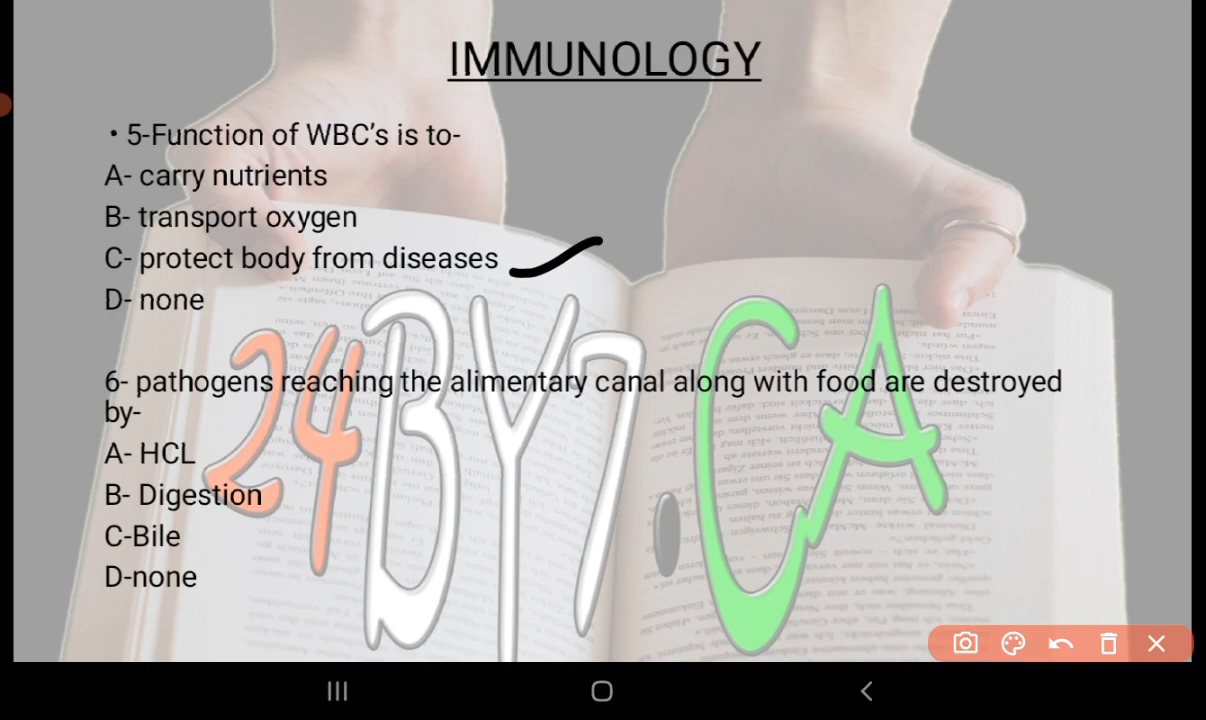 IMMUNOLOGY
• 5-Function of WBC's is to-
A- carry nutrients
B- transport oxygen
C- protect body from diseases
D- none
6- pathogens reaching the alimentary canal along with food are destroyed
by-
A- HCL
B- Digestion
C-Bile
D-none
24BY7.CA